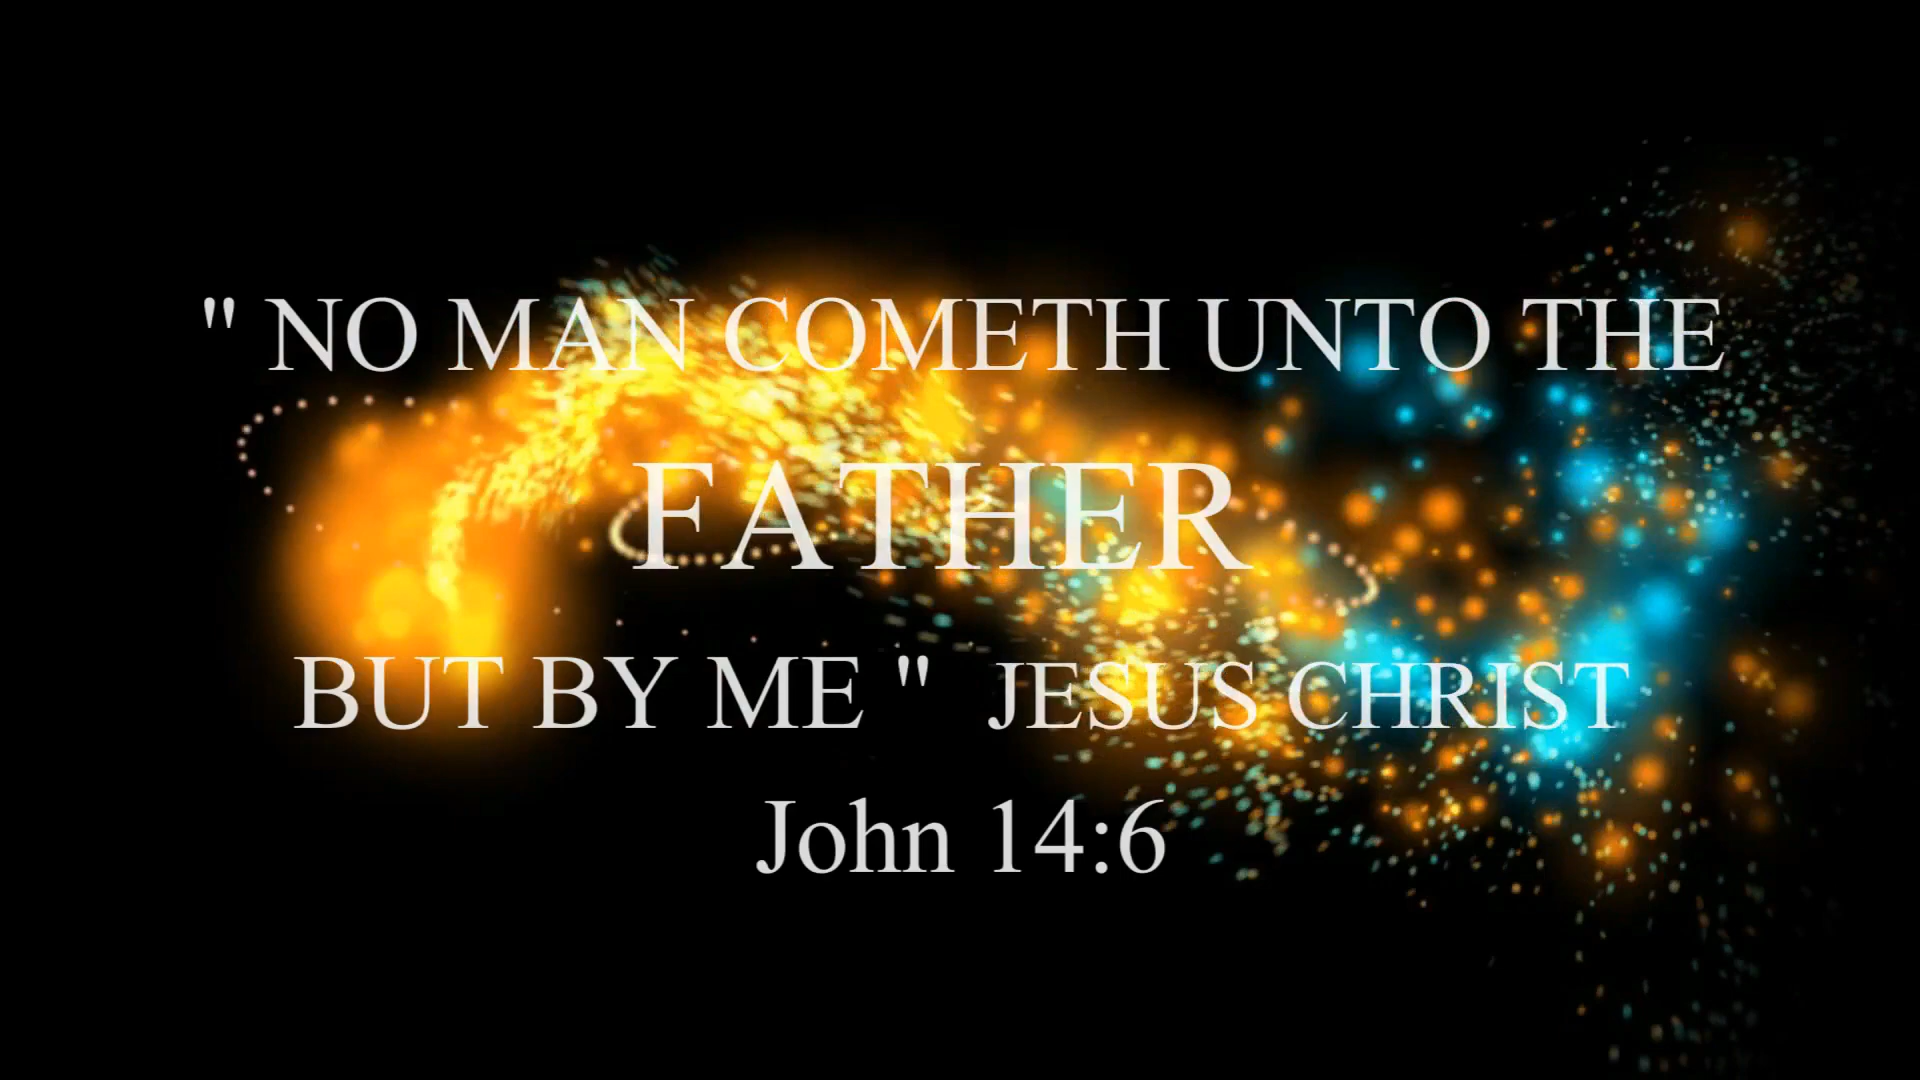 " NO MAN COMETH UNTO THE
FATHER
BUT BY ME " JESUS CHRIST
John 14:6